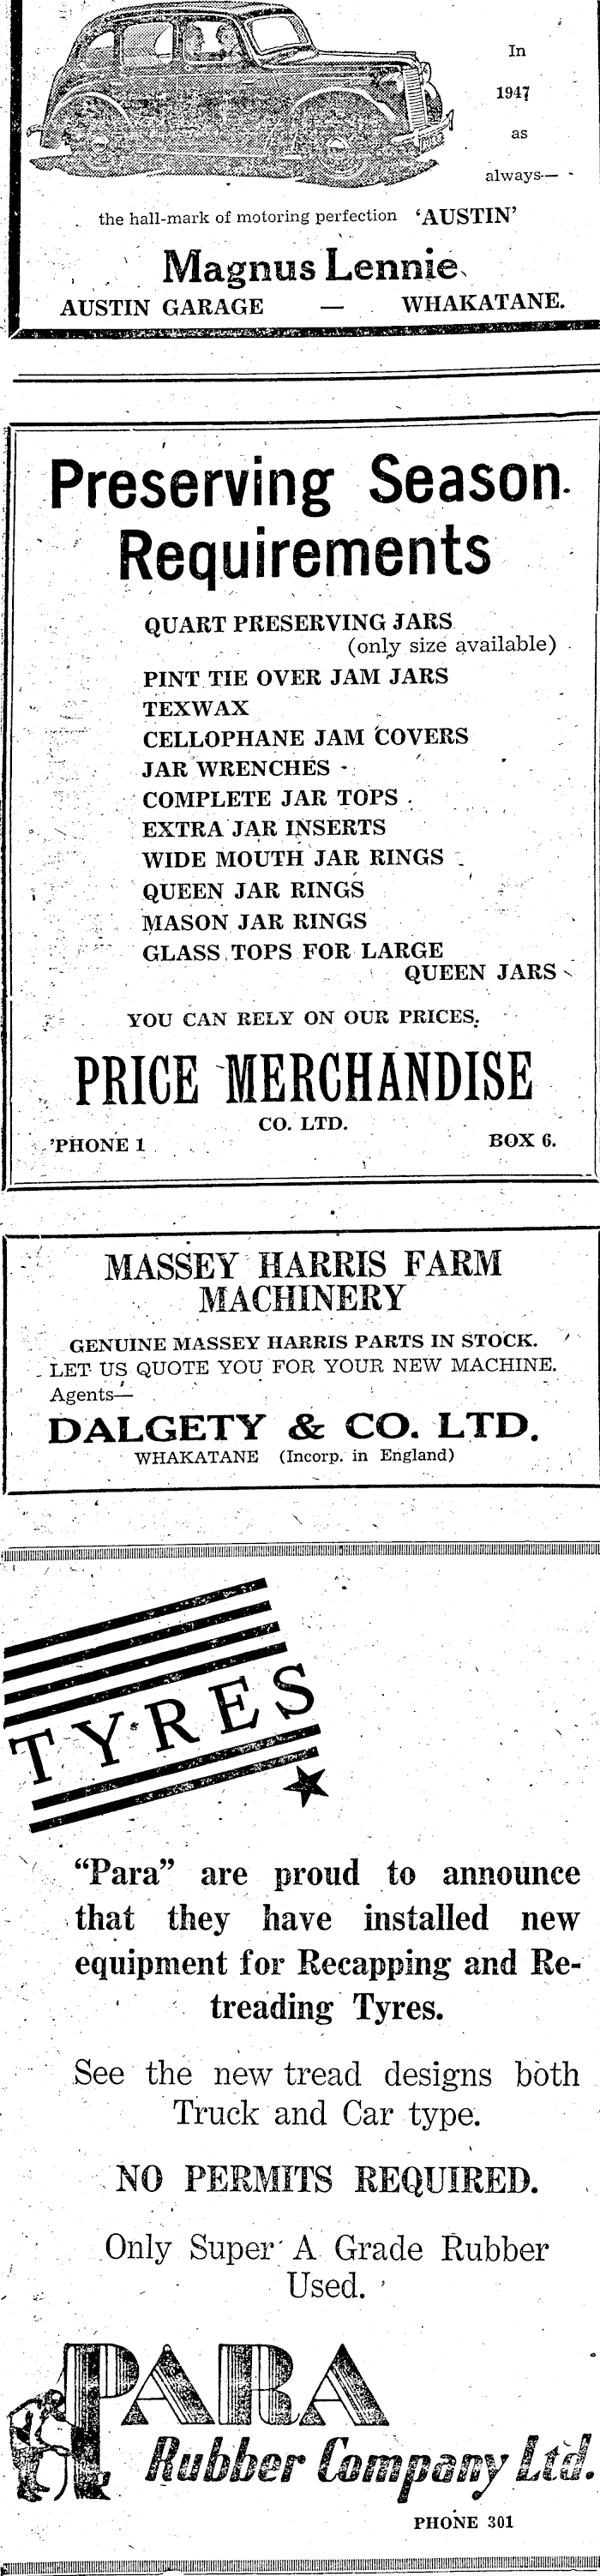 In
1947
as
always—
the hall-mark of motoring perfection 'AUSTIN'
Magnus Lennie
AUSTIN GARAGE — WHAKATANE.
Preserving Season
Requirements
QUART PRESERVING JARS
(only size available)
PINT TIE OVER JAM JARS
TEXWAX
CELLOPHANE JAM COVERS
JAR WRENCHES
COMPLETE JAR TOPS
EXTRA JAR INSERTS
WIDE MOUTH JAR RINGS
QUEEN JAR RINGS
MASON JAR RINGS
GLASS TOPS FOR LARGE
QUEEN JARS
YOU CAN RELY ON OUR PRICES.
PRICE MERCHANDISE
CO. LTD.
'PHONE 1 BOX 6.
MASSEY HARRIS FARM
MACHINERY
GENUINE MASSEY HARRIS PARTS IN STOCK.
LET US QUOTE YOU FOR YOUR NEW MACHINE.
Agents—
DALGETY & CO. LTD.
WHAKATANE (Incorp. in England)
TYRES
"Para" are proud to announce
that they have installed new
equipment for Recapping and Re-
treading Tyres.
See the new tread designs both
Truck and Car type.
NO PERMITS REQUIRED.
Only Super A Grade Rubber
Used.
PARA
Rubber Company Ltd.
PHONE 301